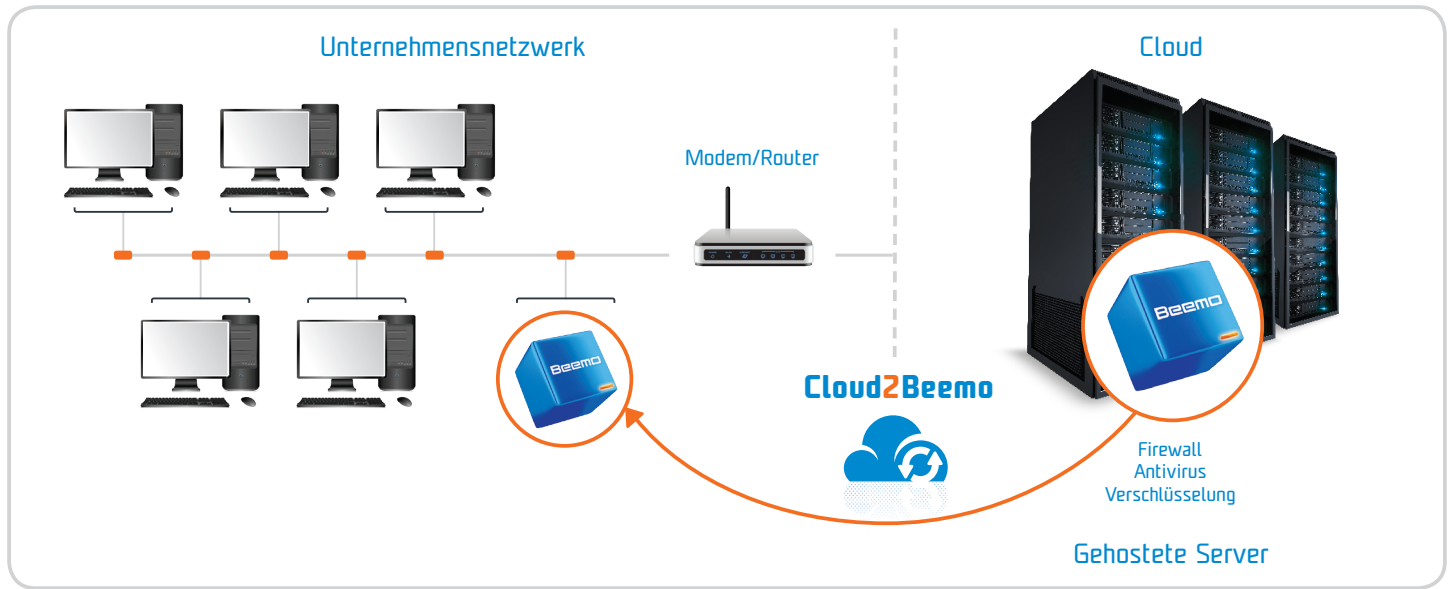 Unternehmensnetzwerk
Cloud
Modem/Router
Beemo
Beemo
Cloud2Beemo
Firewall
Antivirus
Verschlüsselung
Gehostete Server